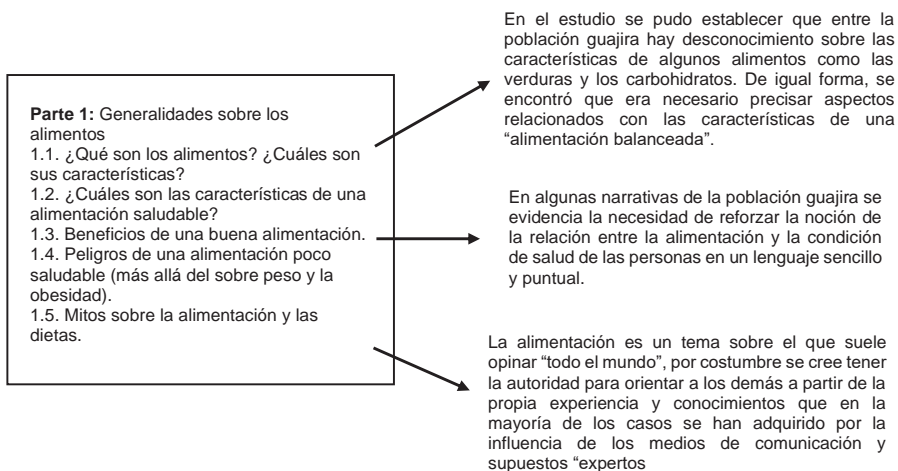 Parte 1: Generalidades sobre los
alimentos
1.1. ¿Qué son los alimentos? ¿Cuáles son
sus características?
1.2. ¿Cuáles son las características de una
alimentación saludable?
1.3. Beneficios de una buena alimentación.
1.4. Peligros de una alimentación poco
saludable (más allá del sobre peso y la
obesidad).
1.5. Mitos sobre la alimentación y las
dietas.
En el estudio se pudo establecer que entre la
población guajira hay desconocimiento sobre las
características de algunos alimentos como las
verduras y los carbohidratos. De igual forma, se
encontró que era necesario precisar aspectos
relacionados con las características de una
“alimentación balanceada”.
En algunas narrativas de la población guajira se
evidencia la necesidad de reforzar la noción de
la relación entre la alimentación y la condición
de salud de las personas en un lenguaje sencillo
y puntual.
La alimentación es un tema sobre el que suele
opinar “todo el mundo”, por costumbre se cree tener
la autoridad para orientar a los demás a partir de la
propia experiencia y conocimientos que en la
mayoría de los casos se han adquirido por la
influencia de los medios de comunicación y
supuestos “expertos